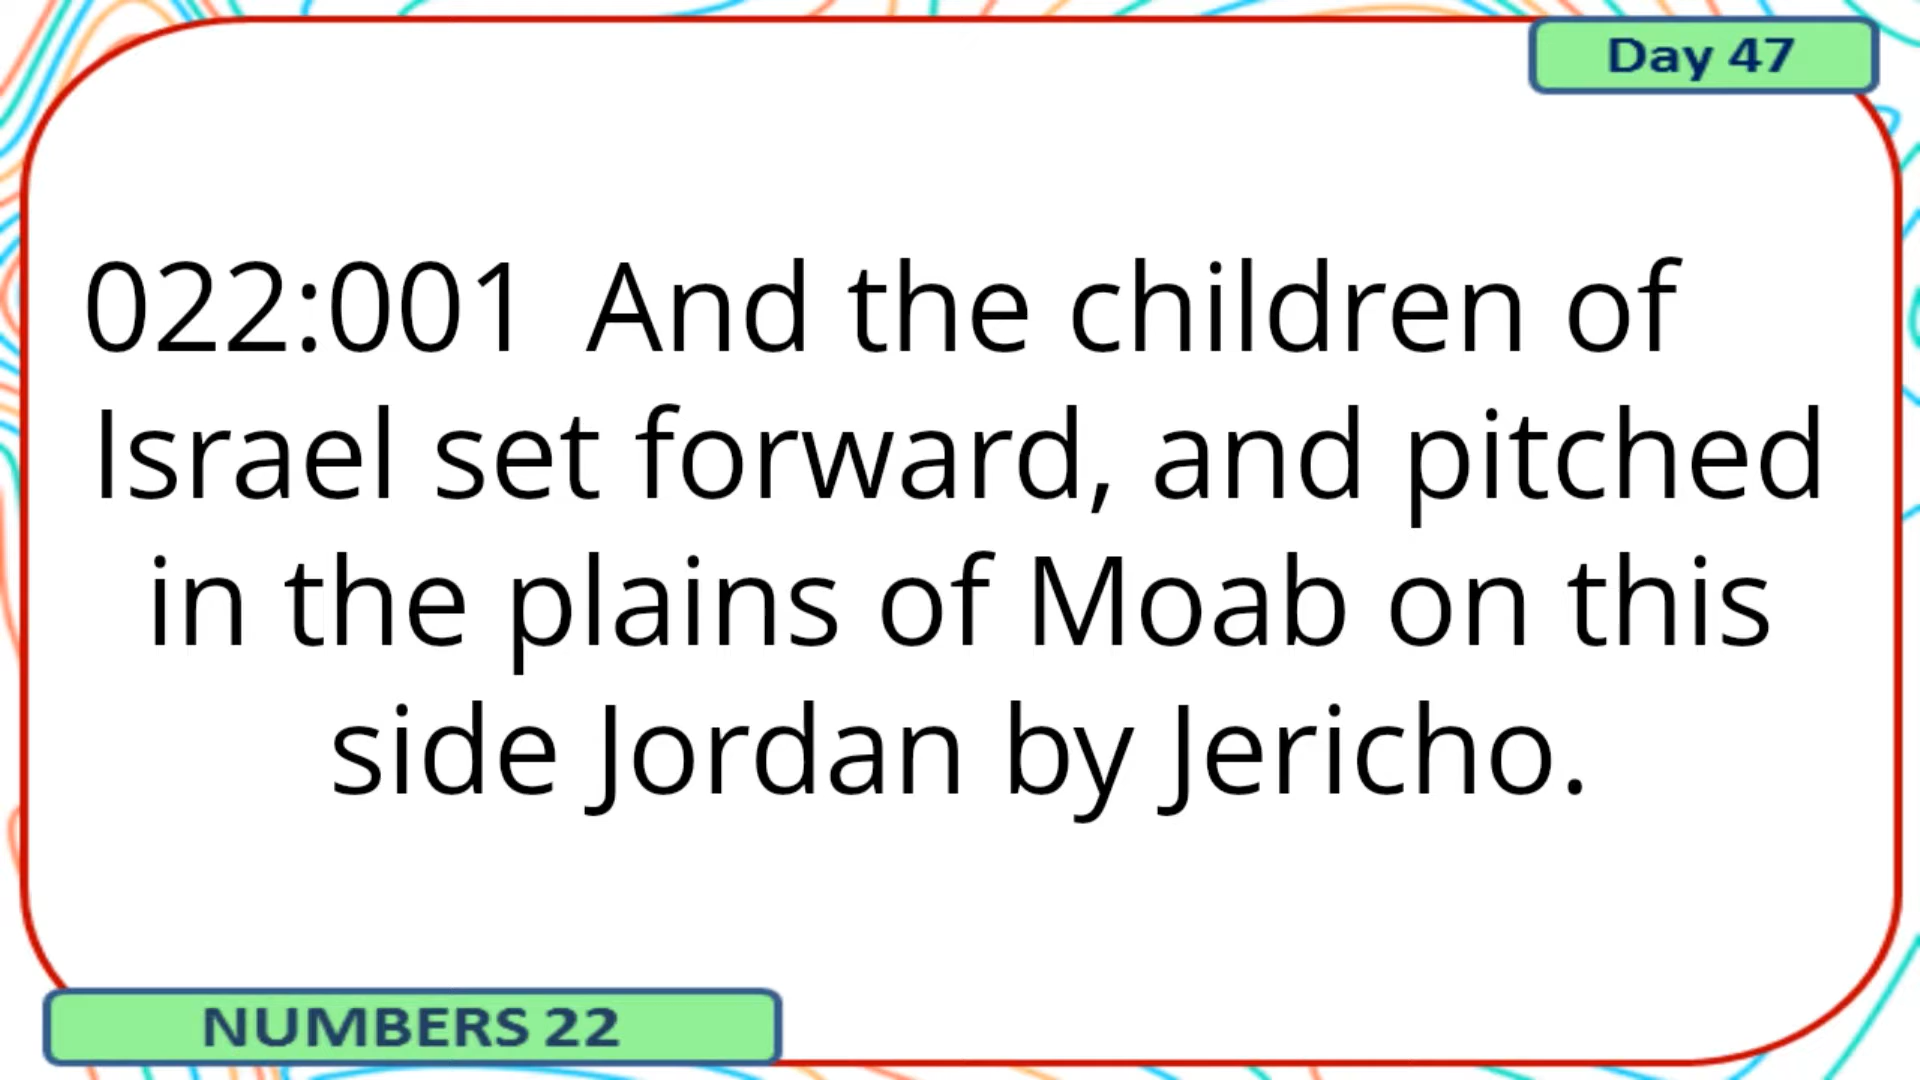 Day 47
022:001  And the children of
Israel set forward, and pitched
in the plains of Moab on this
side Jordan by Jericho.
NUMBERS 22